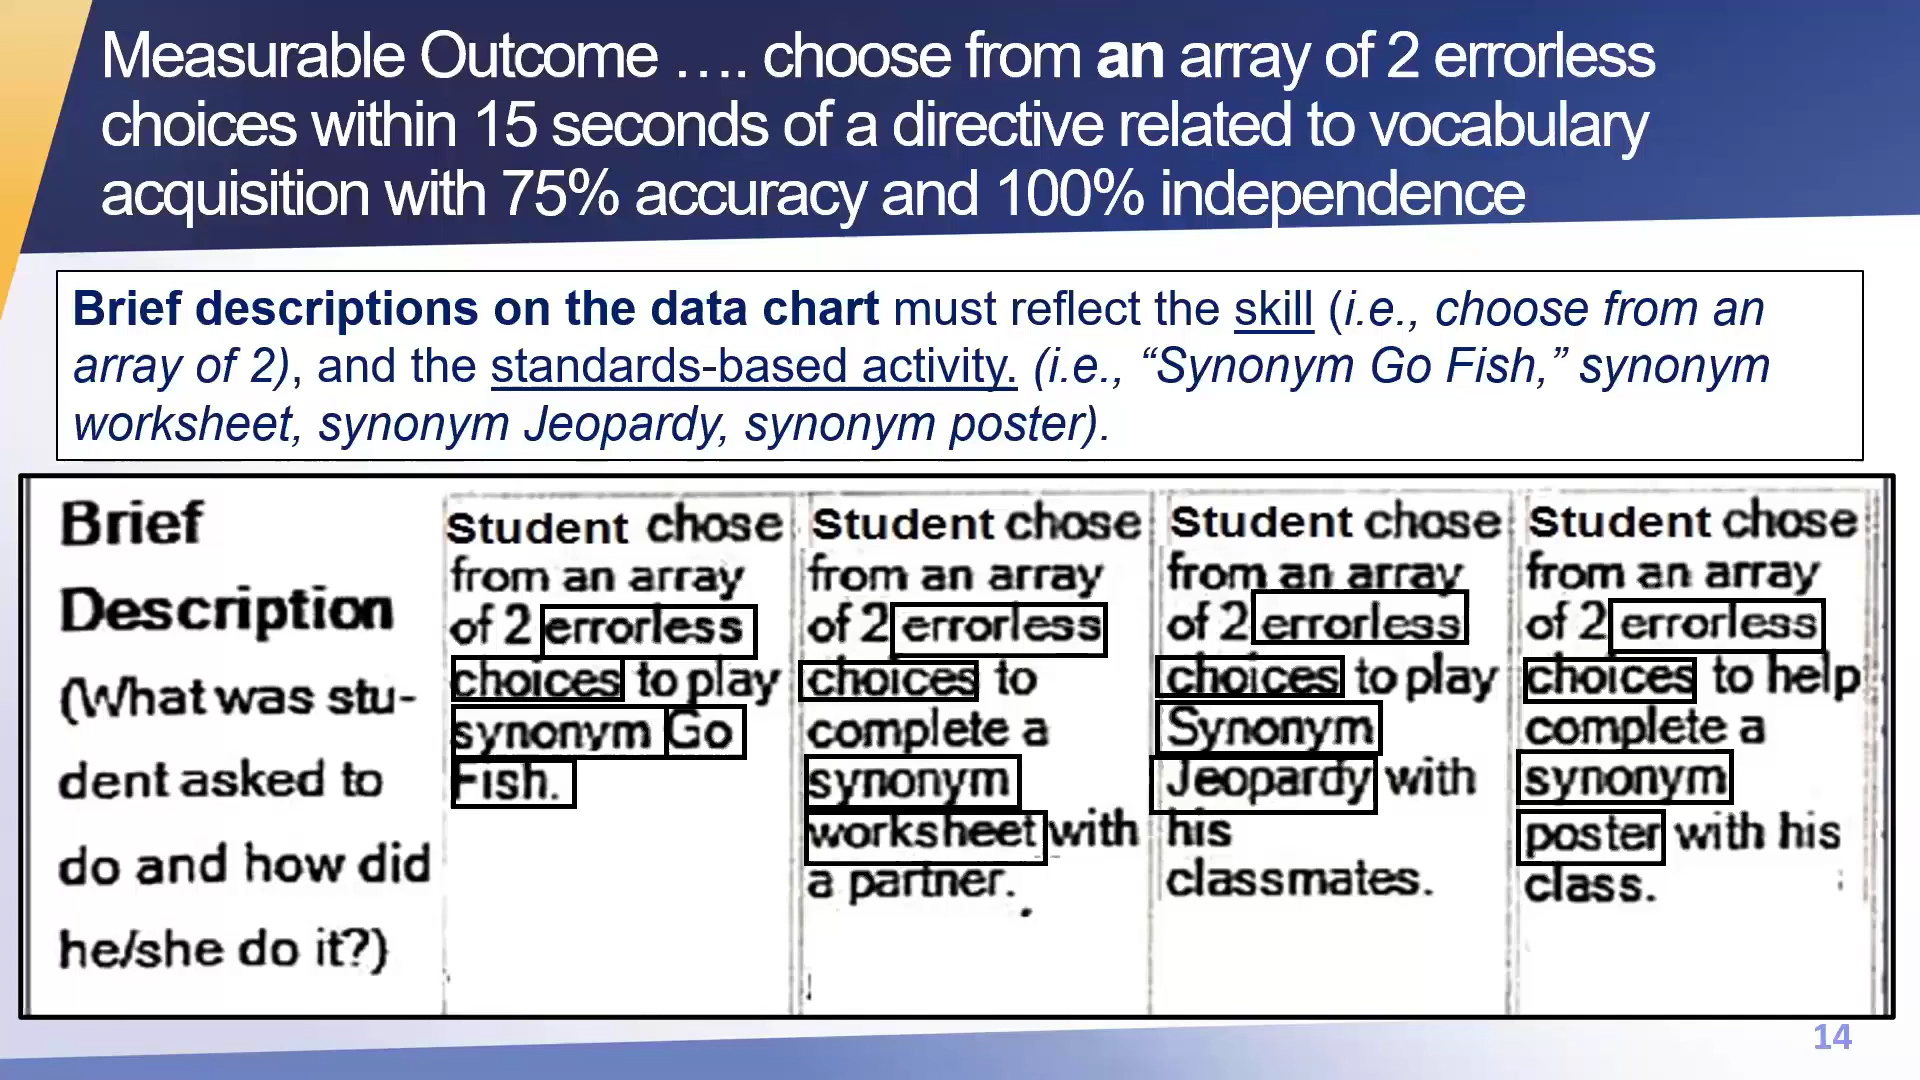 Measurable Outcome …. choose from an array of 2 errorless
choices within 15 seconds of a directive related to vocabulary
acquisition with 75% accuracy and 100% independence
Brief descriptions on the data chart must reflect the skill (i.e., choose from an
array of 2), and the standards-based activity. (i.e., “Synonym Go Fish,” synonym
worksheet, synonym Jeopardy, synonym poster).
Brief
Description
(What was stu-
dent asked to
do and how did
he/she do it?)
Student chose
from an array
of 2 errorless
choices to play
synonym Go
Fish.
Student chose
from an array
of 2 errorless
choices to
complete a
synonym
worksheet with
a partner.
Student chose
from an array
of 2 errorless
choices to play
Synonym
Jeopardy with
his
classmates.
Student chose
from an array
of 2 errorless
choices to help
complete a
synonym
poster with his
class.
14